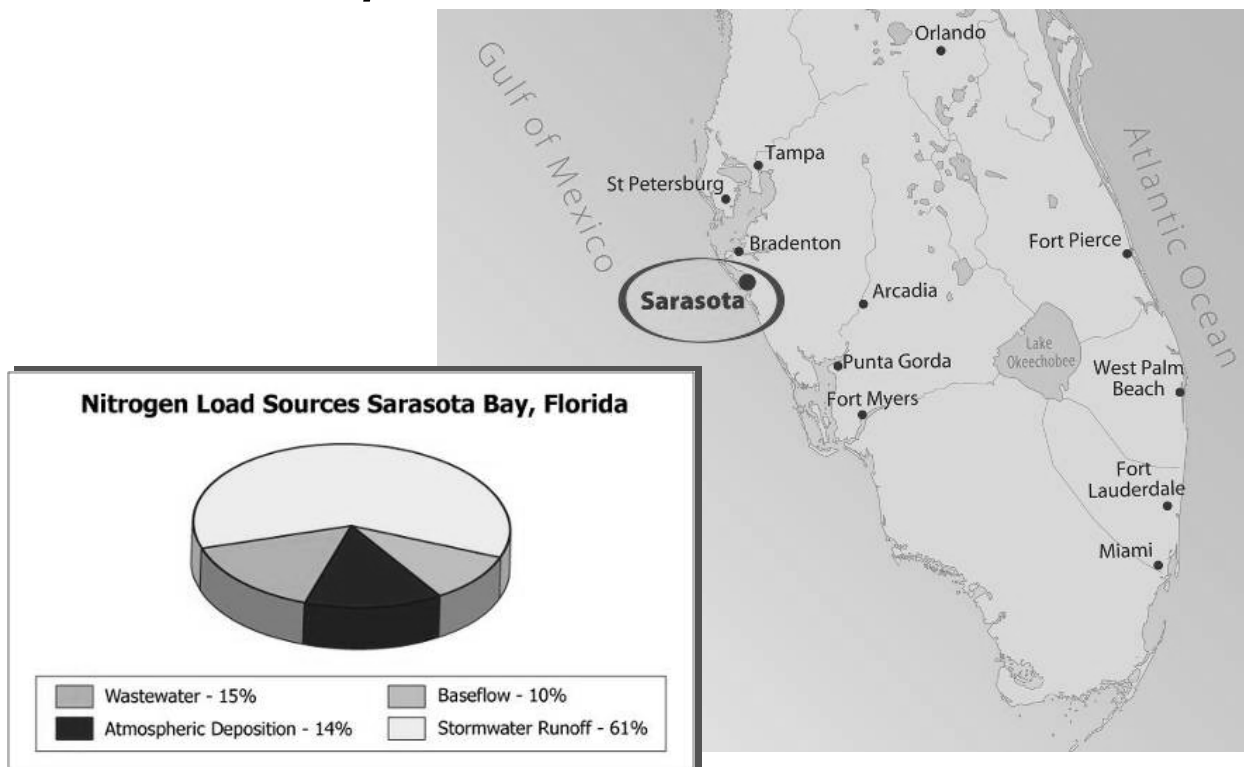 Orlando
Gulf of Mexico
Atlantic Ocean
Tampa
St Petersburg
Bradenton
Fort Pierce
Sarasota
Arcadia
Lake
Okeechobee
Punta Gorda
West Palm
Beach
Fort Myers
Fort
Lauderdale
Miami
Nitrogen Load Sources Sarasota Bay, Florida
Wastewater - 15%
Baseflow - 10%
Atmospheric Deposition - 14%
Stormwater Runoff - 61%